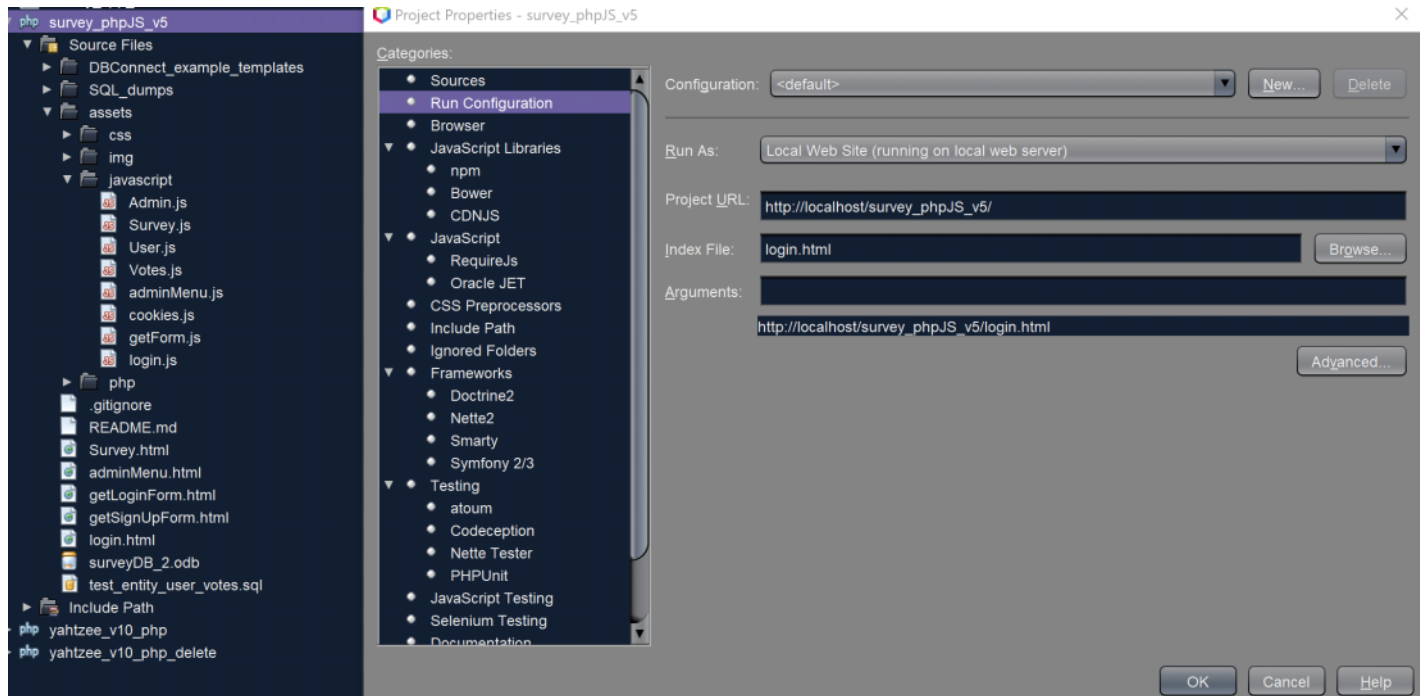 php survey_phpJS_v5
Source Files
DBConnect_example_templates
SQL_dumps
assets
css
img
javascript
Admin.js
Survey.js
User.js
Votes.js
adminMenu.js
cookies.js
getForm.js
login.js
php
.gitignore
README.md
Survey.html
adminMenu.html
getLoginForm.html
getSignUpForm.html
login.html
surveyDB_2.odb
test_entity_user_votes.sql
Include Path
php yahtzee_v10_php
php yahtzee_v10_php_delete
Project Properties - survey_phpJS_v5
Categories:
Sources
Run Configuration
Browser
JavaScript Libraries
npm
Bower
CDNJS
JavaScript
RequireJs
Oracle JET
CSS Preprocessors
Include Path
Ignored Folders
Frameworks
Doctrine2
Nette2
Smarty
Symfony 2/3
Testing
atoum
Codeception
Nette Tester
PHPUnit
JavaScript Testing
Selenium Testing
Documentation
Configuration: <default> New... Delete
Run As: Local Web Site (running on local web server)
Project URL: http://localhost/survey_phpJS_v5/
Index File: login.html Browse...
Arguments:
http://localhost/survey_phpJS_v5/login.html
Advanced...
OK Cancel Help